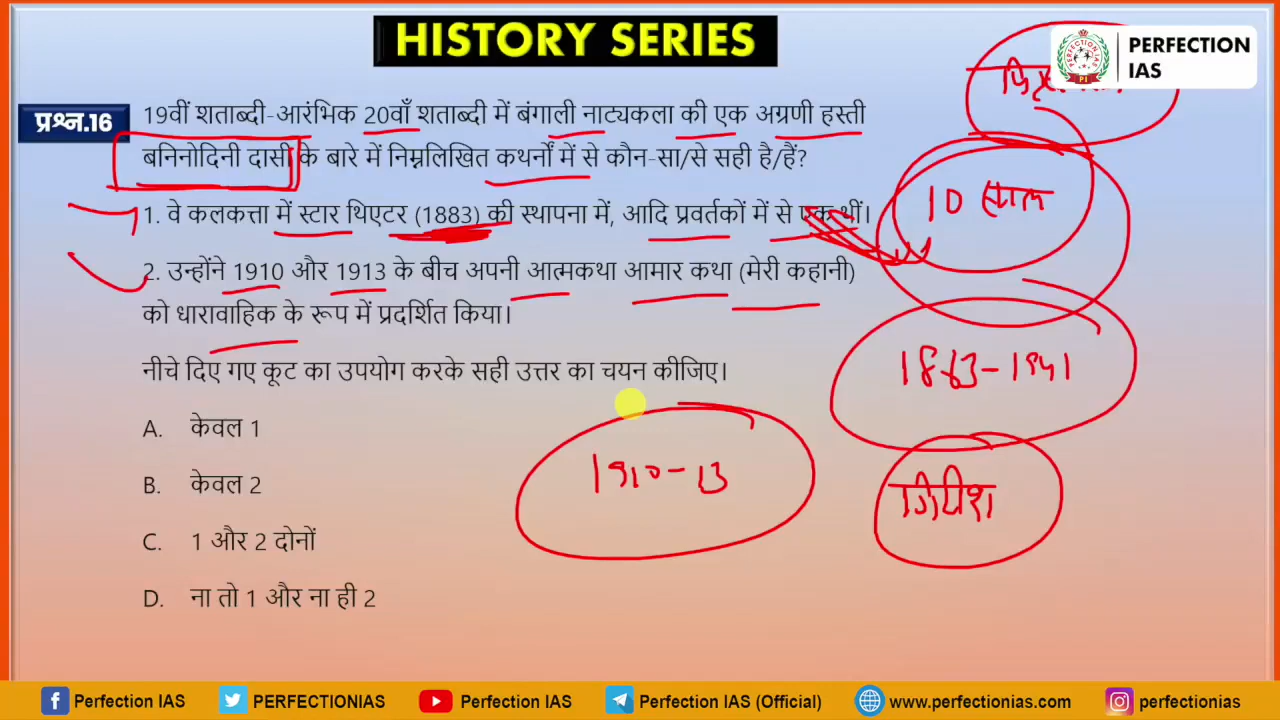 HISTORY SERIES
PERFECTION
IAS
प्रश्न.16
19वीं शताब्दी-आरंभिक 20वाँ शताब्दी में बंगाली नाट्यकला की एक अग्रणी हस्ती
बनिनोदिनी दासी के बारे में निम्नलिखित कथनों में से कौन-सा/से सही है/हैं?
1. वे कलकत्ता में स्टार थिएटर (1883) की स्थापना में, आदि प्रवर्तकों में से एक थीं।
10 साल
2. उन्होंने 1910 और 1913 के बीच अपनी आत्मकथा आमार कथा (मेरी कहानी)
को धारावाहिक के रूप में प्रदर्शित किया।
नीचे दिए गए कूट का उपयोग करके सही उत्तर का चयन कीजिए।
1863-1941
A. केवल 1
B. केवल 2
1910-13
C. 1 और 2 दोनों
D. ना तो 1 और ना ही 2
Perfection IAS PERFECTIONIAS Perfection IAS Perfection IAS (Official) www.perfectionias.com perfectionias